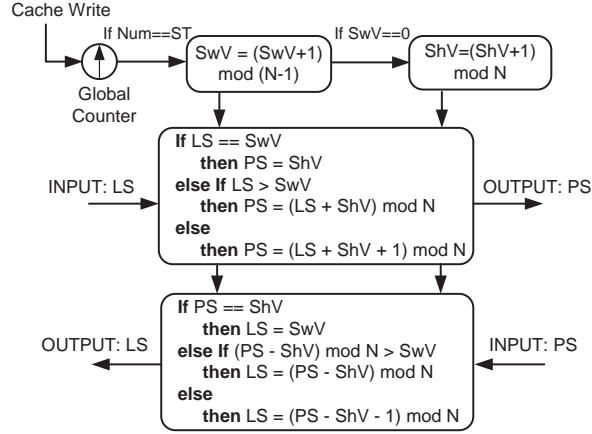 Cache Write
If Num==ST
If SwV==0
SwV = (SwV+1)
mod (N-1)
ShV=(ShV+1)
mod N
Global
Counter
If LS == SwV
then PS = ShV
else If LS > SwV
then PS = (LS + ShV) mod N
else
then PS = (LS + ShV + 1) mod N
INPUT: LS
OUTPUT: PS
If PS == ShV
then LS = SwV
else If (PS - ShV) mod N > SwV
then LS = (PS - ShV) mod N
else
then LS = (PS - ShV - 1) mod N
OUTPUT: LS
INPUT: PS